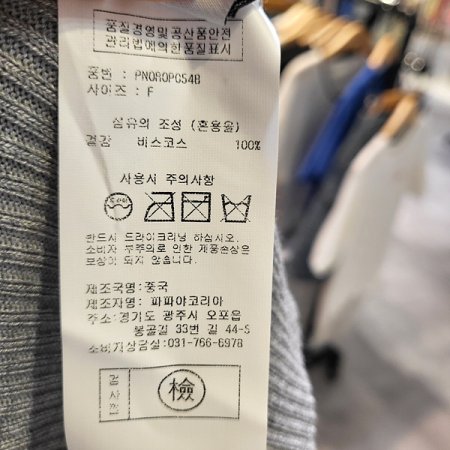 품질경영및공산품안전
관리법에의한품질표시
품번 : PNOROPG54B
사이즈 : F
섬유의 조성 (혼용율)
겉감 비스코스 100%
사용시 주의사항
드라이
반드시 드라이크리닝 하십시오.
소비자 부주의로 인한 제품손상은
보상이 되지 않습니다.
제조국명:중국
제조자명: 파파야코리아
주소:경기도 광주시 오포읍
봉골길 33번 길 44-5
소비자상담실:031-766-6978
검사필
檢